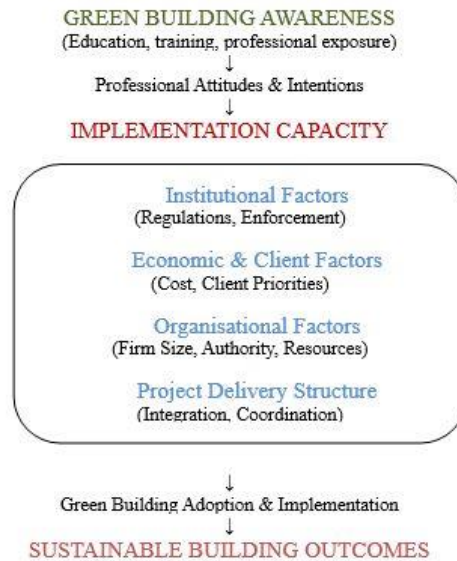 GREEN BUILDING AWARENESS
(Education, training, professional exposure)
↓
Professional Attitudes & Intentions
↓
IMPLEMENTATION CAPACITY
Institutional Factors
(Regulations, Enforcement)
Economic & Client Factors
(Cost, Client Priorities)
Organisational Factors
(Firm Size, Authority, Resources)
Project Delivery Structure
(Integration, Coordination)
↓
Green Building Adoption & Implementation
↓
SUSTAINABLE BUILDING OUTCOMES